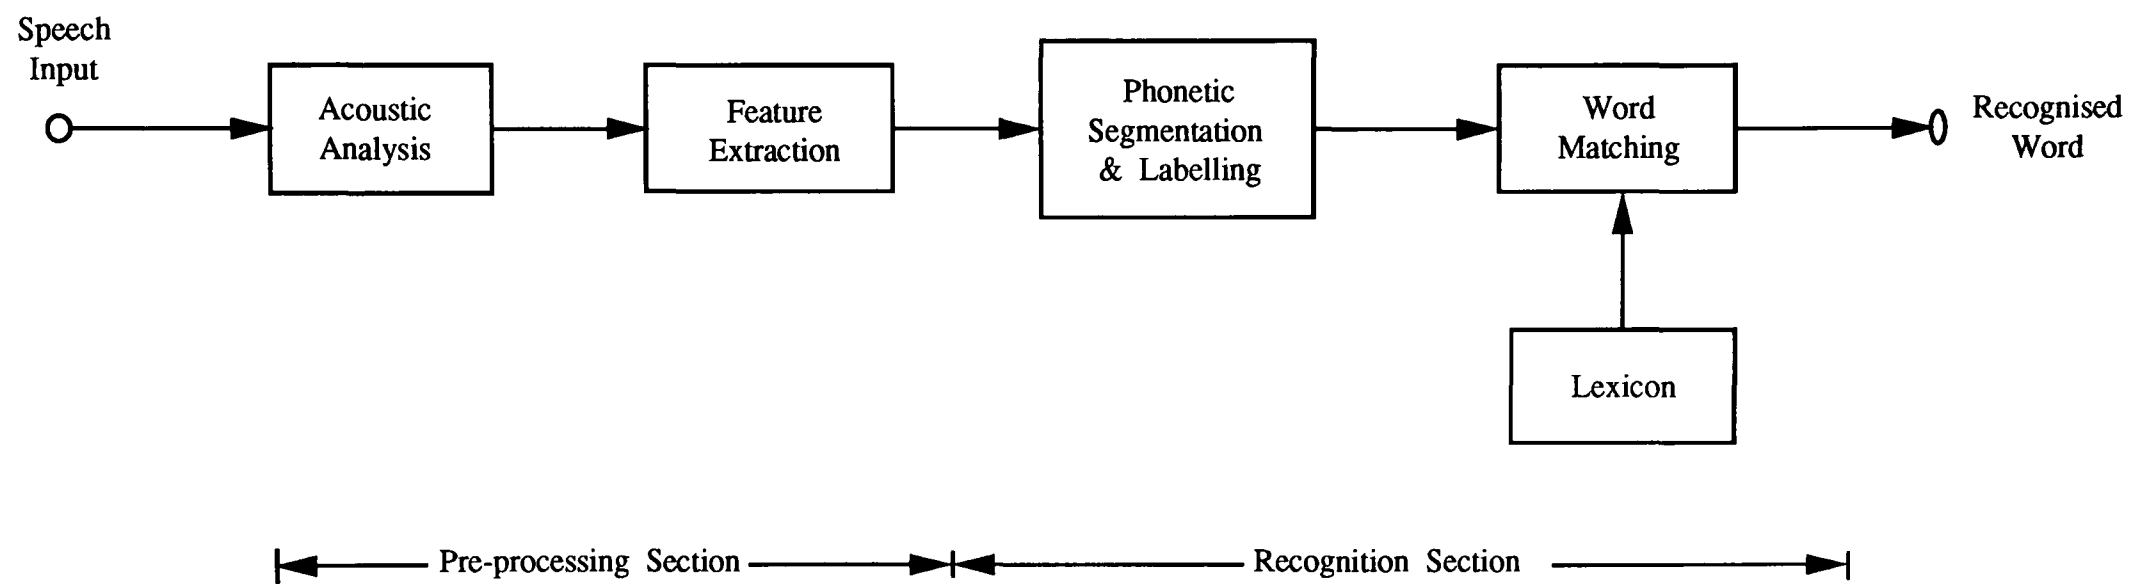 Speech
Input
Acoustic
Analysis
Feature
Extraction
Phonetic
Segmentation
& Labelling
Word
Matching
Recognised
Word
Lexicon
Pre-processing Section
Recognition Section